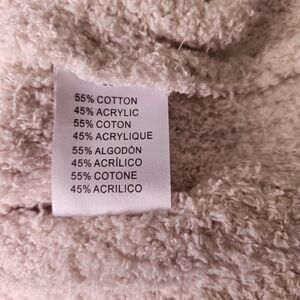 55% COTTON
45% ACRYLIC
55% COTON
45% ACRYLIQUE
55% ALGODÓN
45% ACRÍLICO
55% COTONE
45% ACRILICO